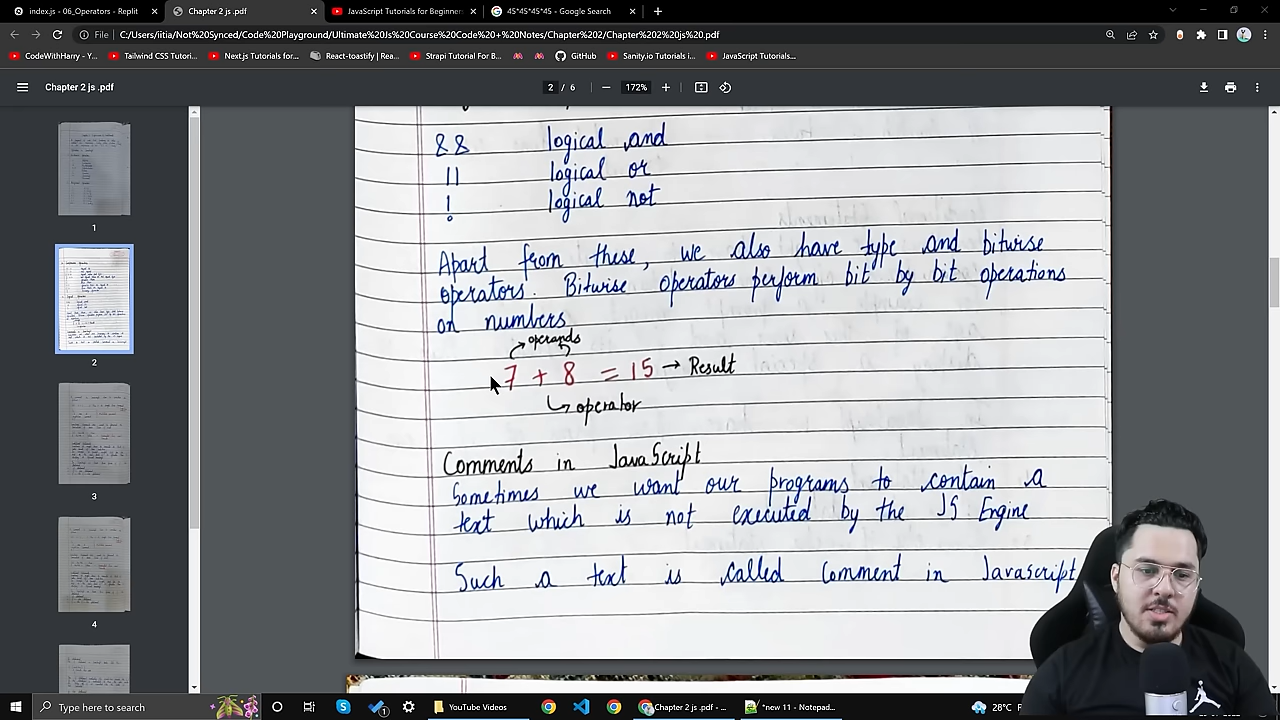 index.js - 06_Operators - Replit
Chapter 2 js .pdf
JavaScript Tutorials for Beginner
45*45*45*45 - Google Search
File
C:/Users/iitia/Not%20Synced/Code%20Playground/Ultimate%20Js%20Course%20Code%20+%20Notes/Chapter%202/Chapter%202%20js%20.pdf
CodeWithHarry - Y...
Tailwind CSS Tutori...
Next.js Tutorials for...
React-toastify | Rea...
Strapi Tutorial For B...
GitHub
Sanity.io Tutorials i...
JavaScript Tutorials...
Chapter 2 js .pdf
2 / 6
172%
1
2
3
4
&& logical and
|| logical or
! logical not
Apart from these, we also have type and bitwise
operators. Bitwise operators perform bit by bit operations
on numbers
operands
7 + 8 = 15 → Result
operator
Comments in JavaScript
Sometimes we want our programs to contain a
text which is not executed by the JS Engine
Such a text is called comment in Javascript
Type here to search
YouTube Videos
Chapter 2 js .pdf - ...
*new 11 - Notepad...
28°C